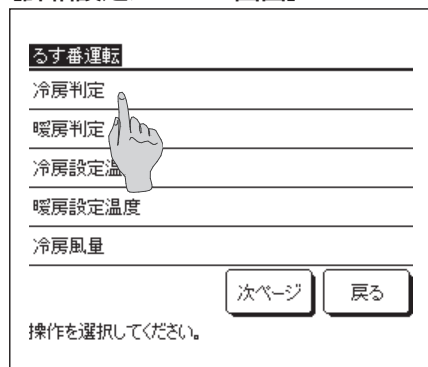 るす番運転
冷房判定
暖房判定
冷房設定温
暖房設定温度
冷房風量
次ページ
戻る
操作を選択してください。